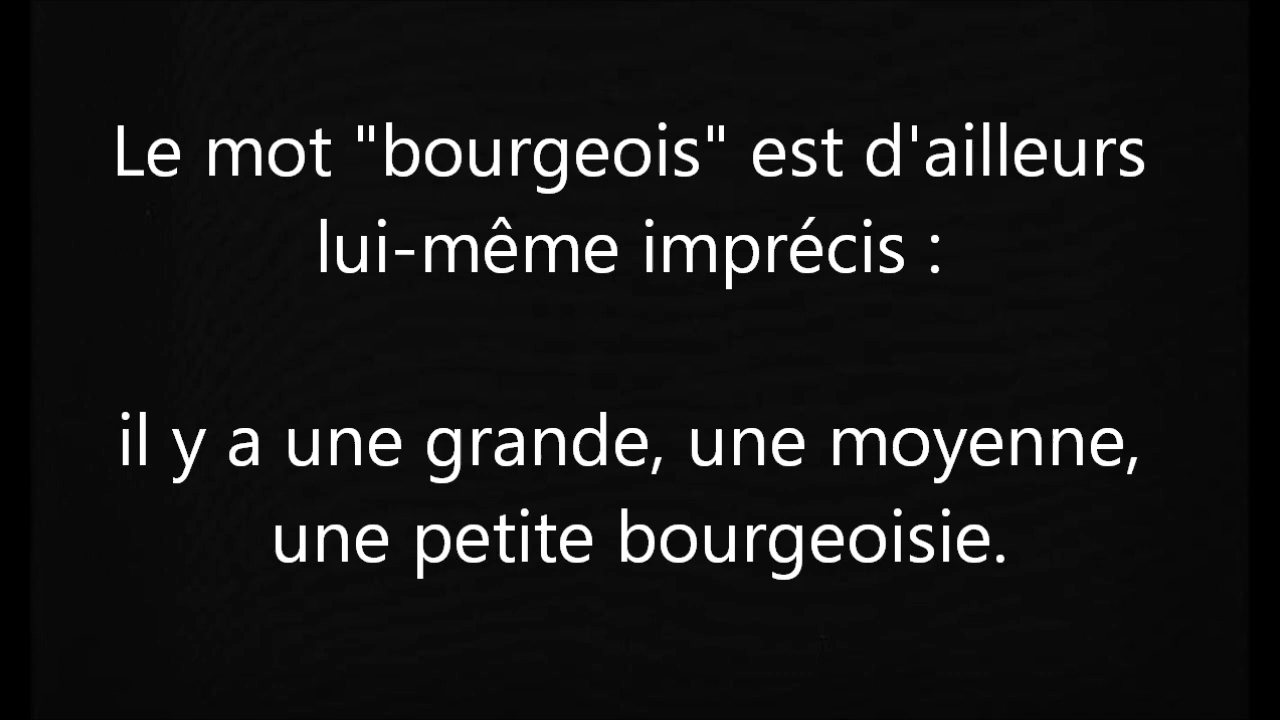 Le mot "bourgeois" est d'ailleurs
lui-même imprécis :
il y a une grande, une moyenne,
une petite bourgeoisie.